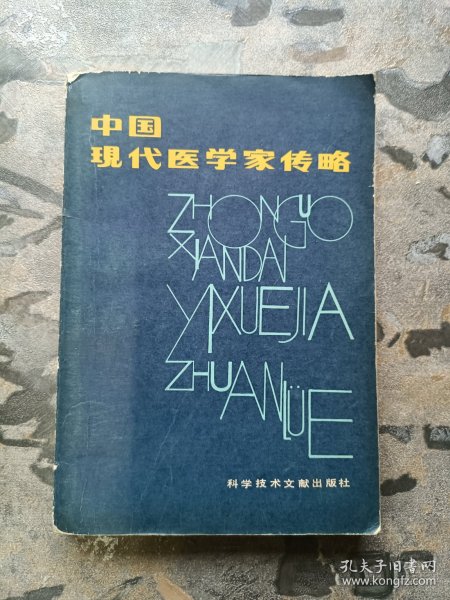 中国
現代医学家传略
ZHONGGUO
XIANDAI
YIXUEJIA
ZHUANLÜE
科学技术文献出版社
孔夫子旧书网
www.kongfz.com